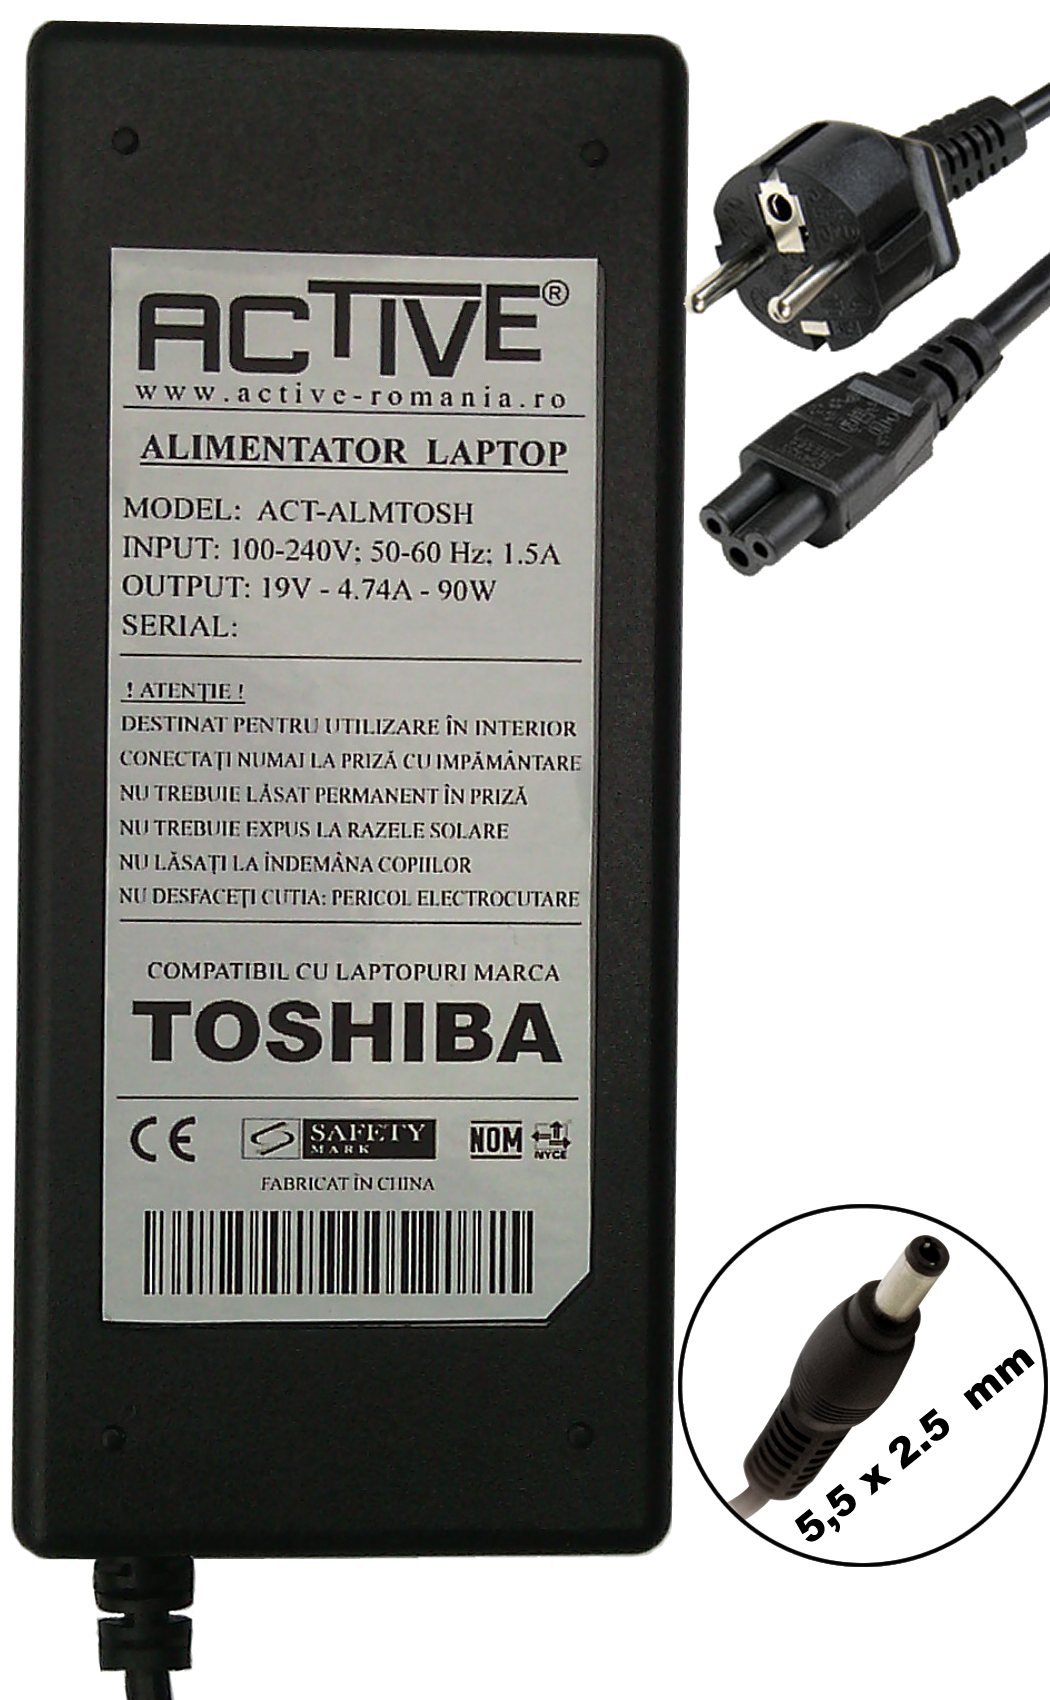 ACTIVE®
www.active-romania.ro
ALIMENTATOR LAPTOP
MODEL: ACT-ALMTOSH
INPUT: 100-240V; 50-60 Hz; 1.5A
OUTPUT: 19V - 4.74A - 90W
SERIAL:
! ATENȚIE !
DESTINAT PENTRU UTILIZARE ÎN INTERIOR
CONECTAȚI NUMAI LA PRIZĂ CU IMPĂMÂNTARE
NU TREBUIE LĂSAT PERMANENT ÎN PRIZĂ
NU TREBUIE EXPUS LA RAZELE SOLARE
NU LĂSAȚI LA ÎNDEMÂNA COPIILOR
NU DESFACEȚI CUTIA: PERICOL ELECTROCUTARE
COMPATIBIL CU LAPTOPURI MARCA
TOSHIBA
CE
SAFETY
MARK
NOM
NYCE
FABRICAT ÎN CHINA
5,5 x 2.5 mm